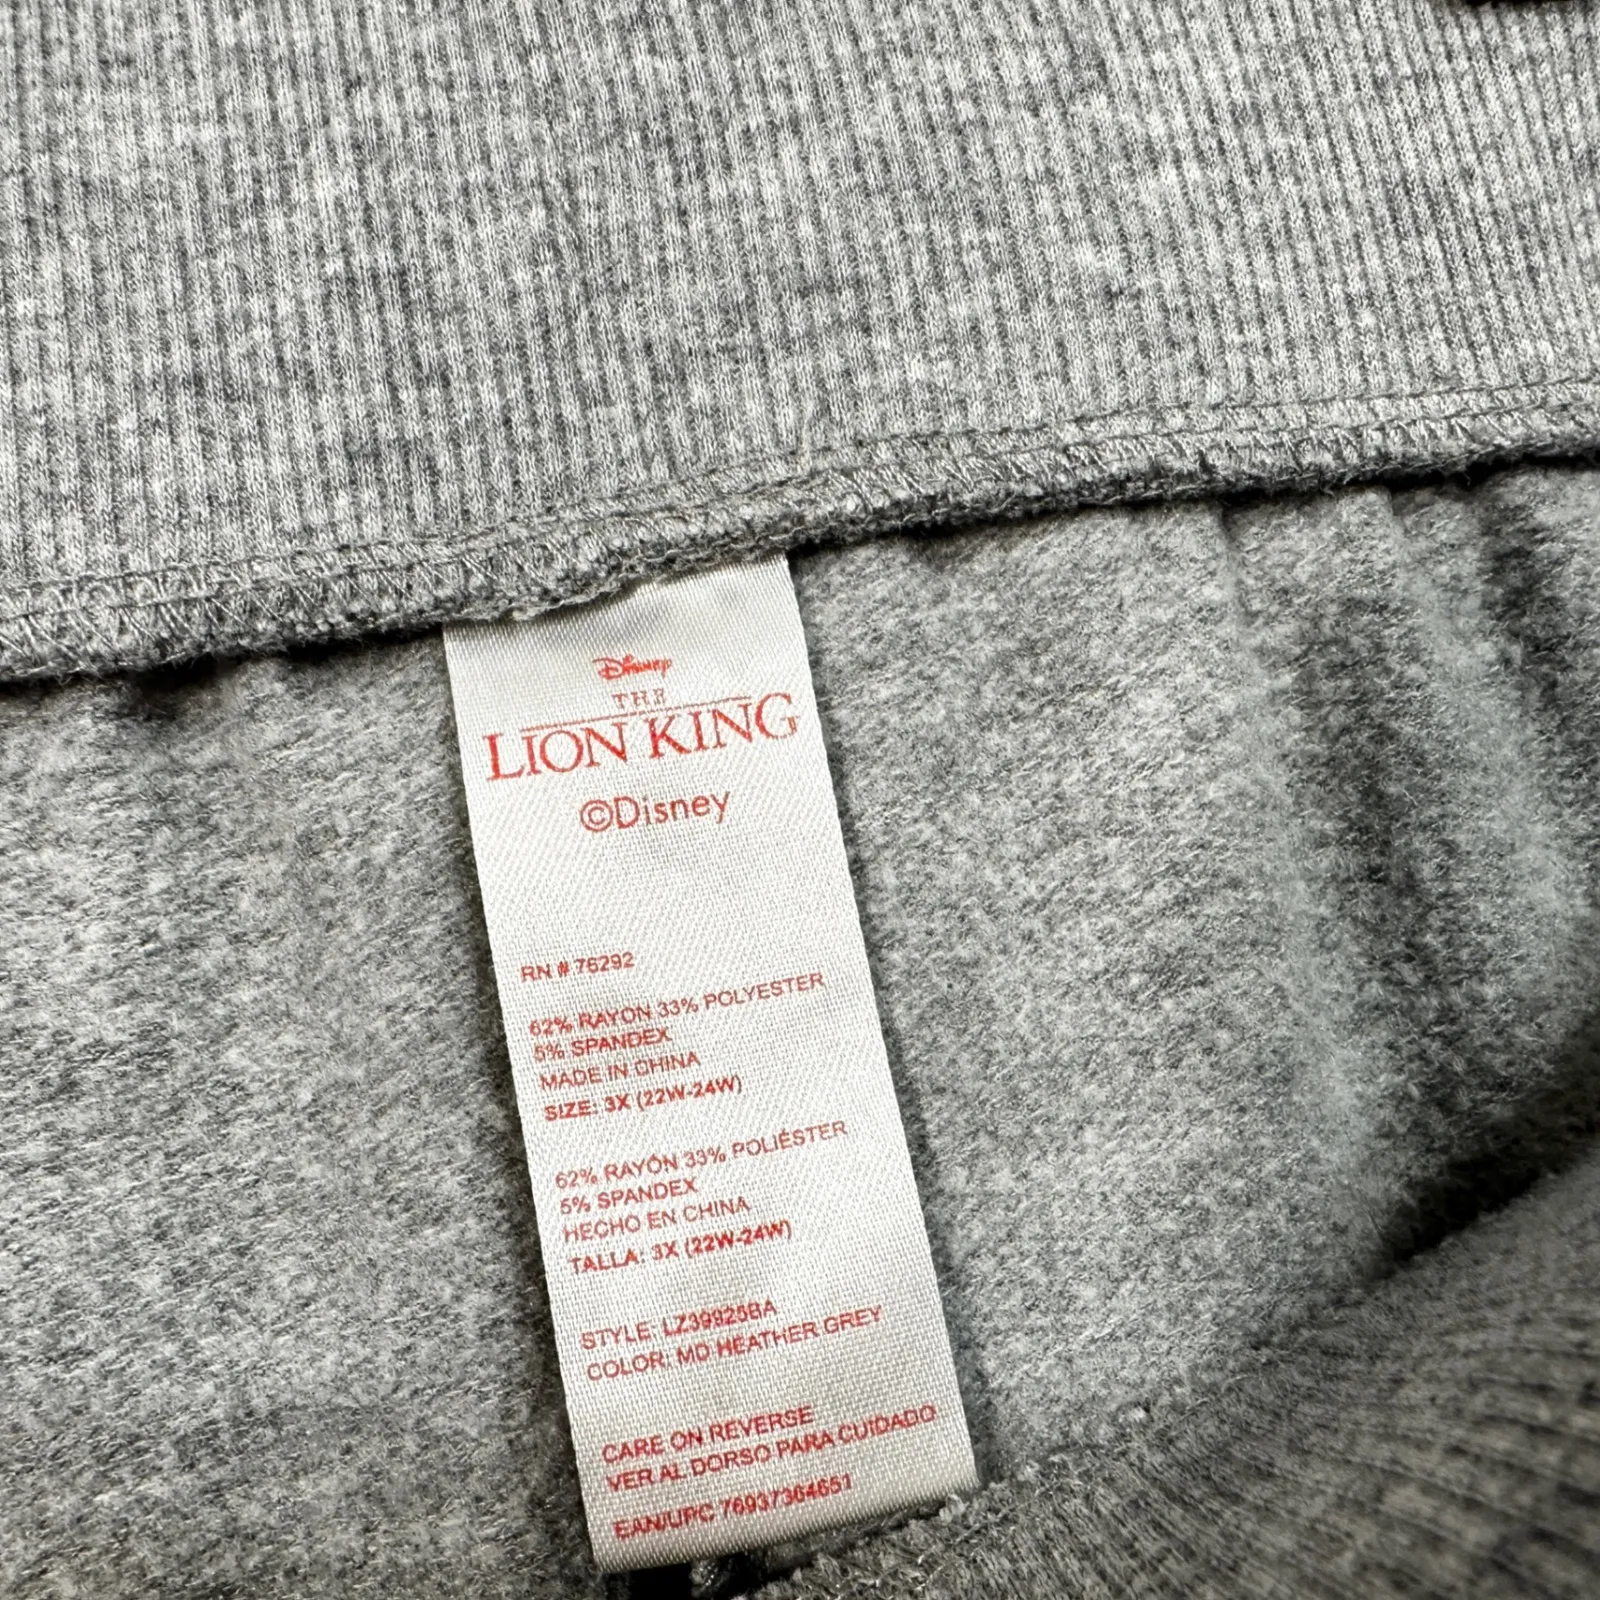 Disney
THE
LION KING
©Disney
RN # 76292
62% RAYON 33% POLYESTER
5% SPANDEX
MADE IN CHINA
SIZE: 3X (22W-24W)
62% RAYÓN 33% POLIÉSTER
5% SPANDEX
HECHO EN CHINA
TALLA: 3X (22W-24W)
STYLE: LZ39925BA
COLOR: MD HEATHER GREY
CARE ON REVERSE
VER AL DORSO PARA CUIDADO
EAN/UPC 76937364651